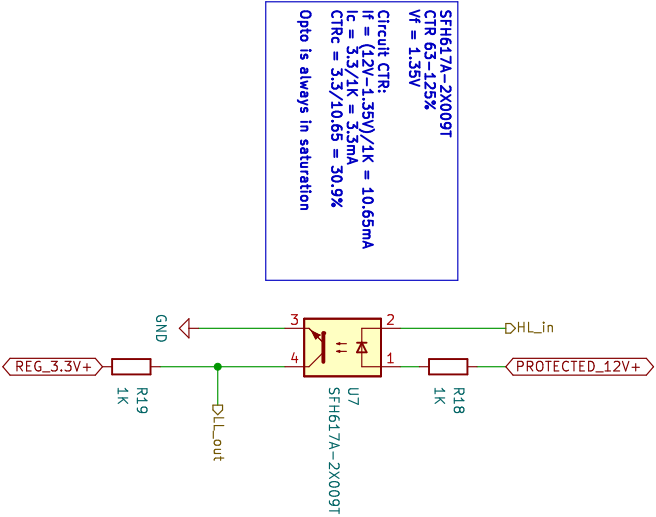 SFH617A-2X009T
CTR 63-125%
Vf = 1.35V
Circuit CTR:
If = (12V-1.35V)/1K = 10.65mA
Ic = 3.3/1K = 3.3mA
CTRc = 3.3/10.65 = 30.9%
Opto is always in saturation
GND
3
2
HL_in
REG_3.3V+
4
1
PROTECTED_12V+
R19
1K
LL_out
U7
SFH617A-2X009T
R18
1K